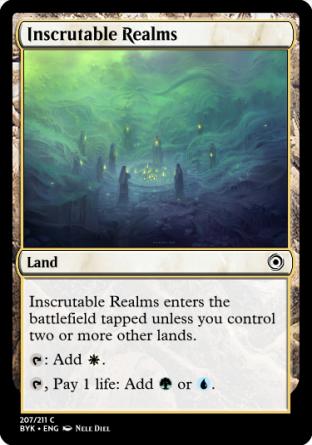 Inscrutable Realms
Land
Inscrutable Realms enters the
battlefield tapped unless you control
two or more other lands.
: Add .
, Pay 1 life: Add or .
207/211 C
BYK • ENG Nele Diel